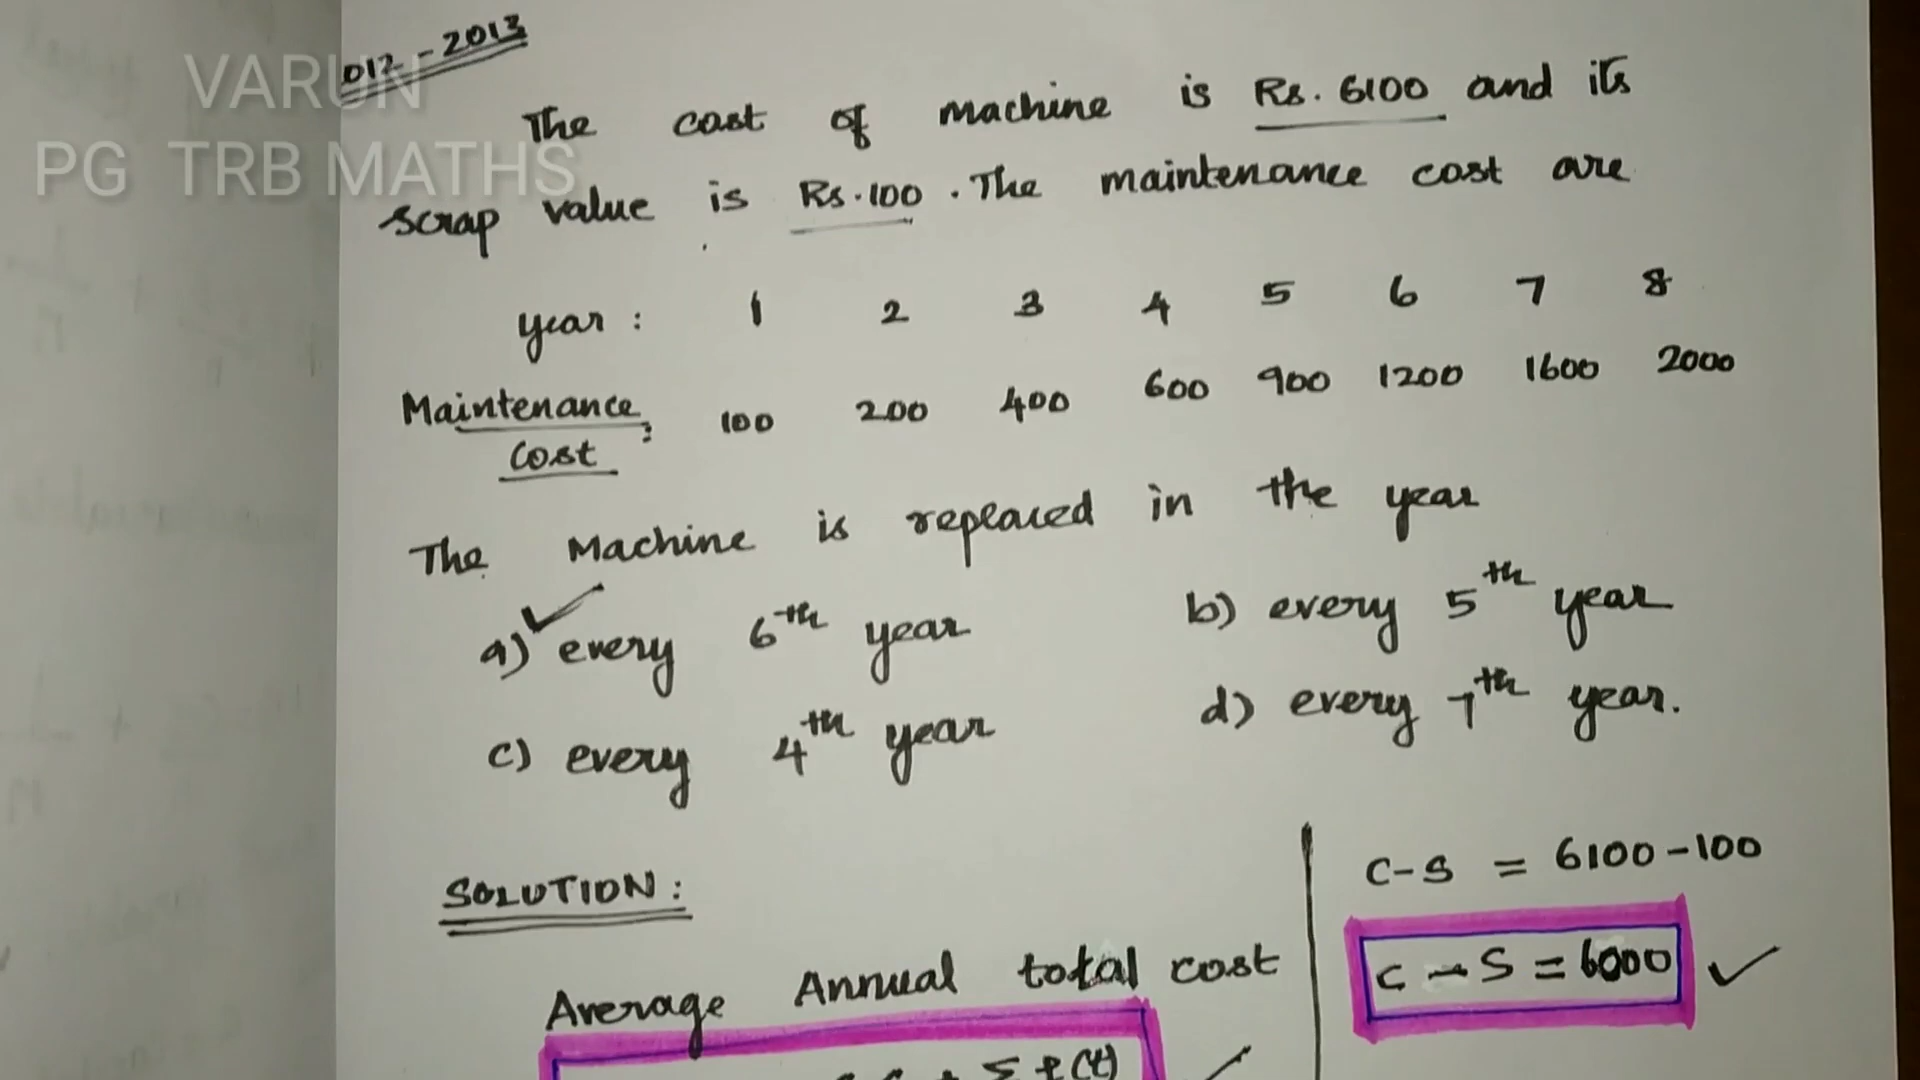 012-2013
VARUN
PG TRB MATHS
The cost of machine is Rs. 6100 and its
scrap value is Rs.100. The maintenance cost are
year: 1 2 3 4 5 6 7 8
Maintenance cost: 100 200 400 600 900 1200 1600 2000
The Machine is replaced in the year
a) every 6th year b) every 5th year
c) every 4th year d) every 7th year.
SOLUTION:
C-S = 6100-100
C-S = 6000
Average Annual total cost
Σ f(t)